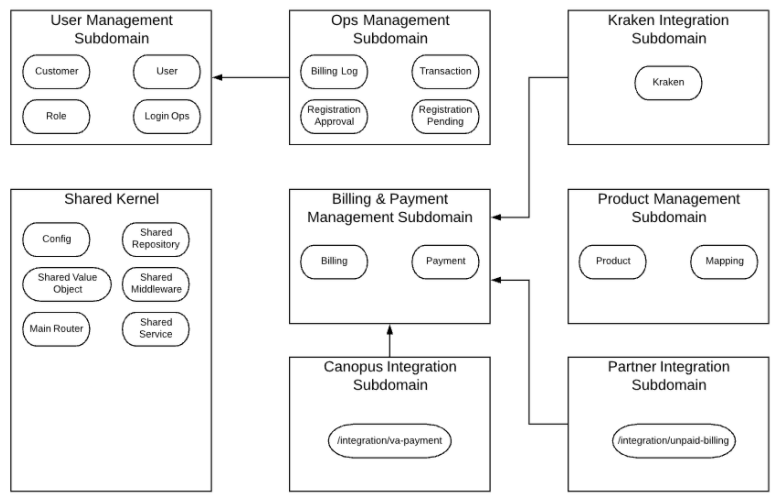 User Management
Subdomain
Customer
User
Role
Login Ops
Ops Management
Subdomain
Billing Log
Transaction
Registration
Approval
Registration
Pending
Kraken Integration
Subdomain
Kraken
Shared Kernel
Config
Shared
Repository
Shared Value
Object
Shared
Middleware
Main Router
Shared
Service
Billing & Payment
Management Subdomain
Billing
Payment
Product Management
Subdomain
Product
Mapping
Canopus Integration
Subdomain
/integration/va-payment
Partner Integration
Subdomain
/integration/unpaid-billing